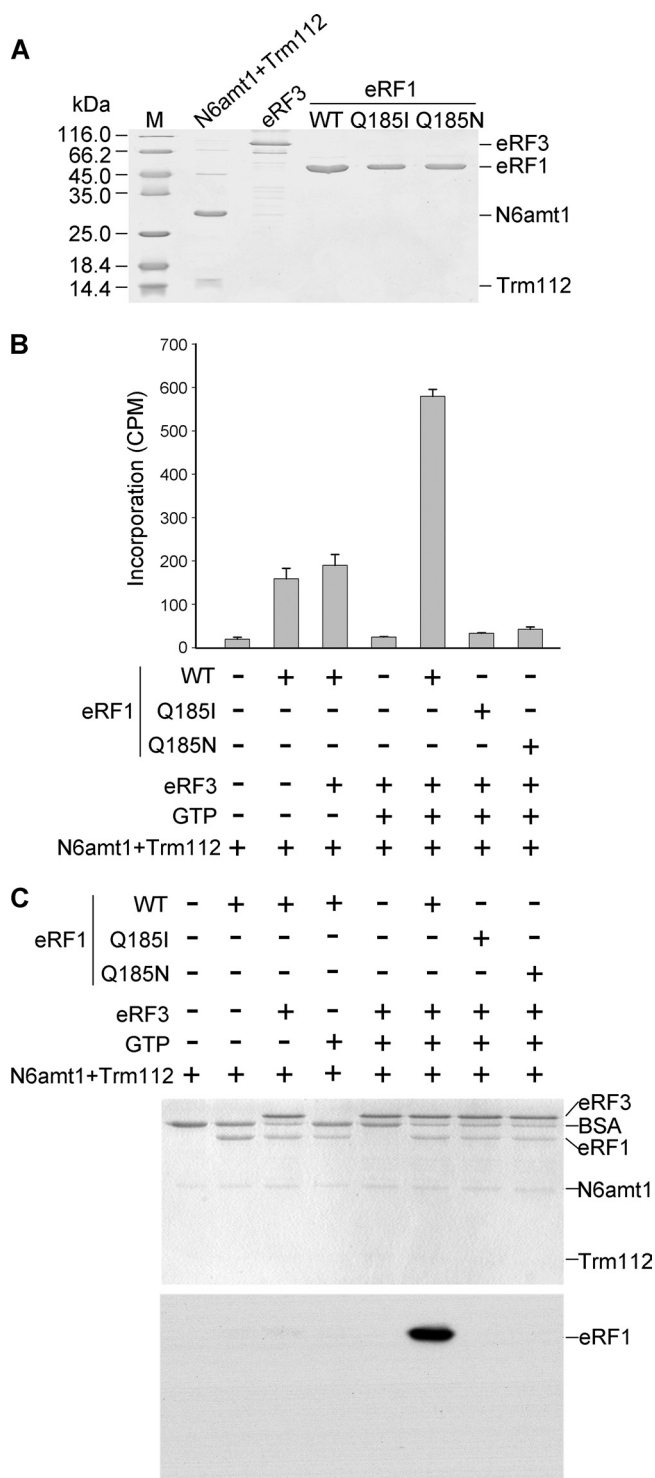 A
N6amt1+Trm112
eRF3
eRF1
kDa
M
WT Q185I Q185N
116.0
66.2
45.0
35.0
25.0
18.4
14.4
eRF3
eRF1
N6amt1
Trm112
B
Incorporation (CPM)
700
600
500
400
300
200
100
0
eRF1
WT - + + - + - -
Q185I - - - - - + -
Q185N - - - - - - +
eRF3 - - + + + + +
GTP - - - + + + +
N6amt1+Trm112 + + + + + + +
C
eRF1
WT - + + + - + - -
Q185I - - - - - - + -
Q185N - - - - - - - +
eRF3 - - + - + + + +
GTP - - - + + + + +
N6amt1+Trm112 + + + + + + + +
eRF3
BSA
eRF1
N6amt1
Trm112
eRF1